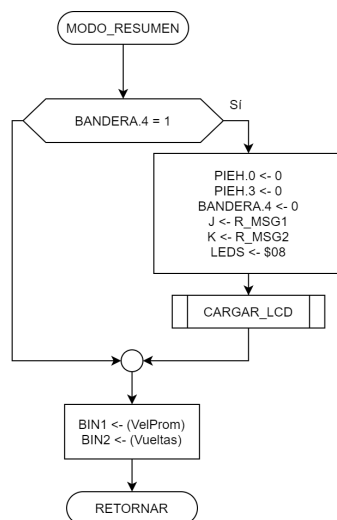 MODO_RESUMEN
BANDERA.4 = 1
Sí
PIEH.0 <- 0
PIEH.3 <- 0
BANDERA.4 <- 0
J <- R_MSG1
K <- R_MSG2
LEDS <- $08
CARGAR_LCD
BIN1 <- (VelProm)
BIN2 <- (Vueltas)
RETORNAR